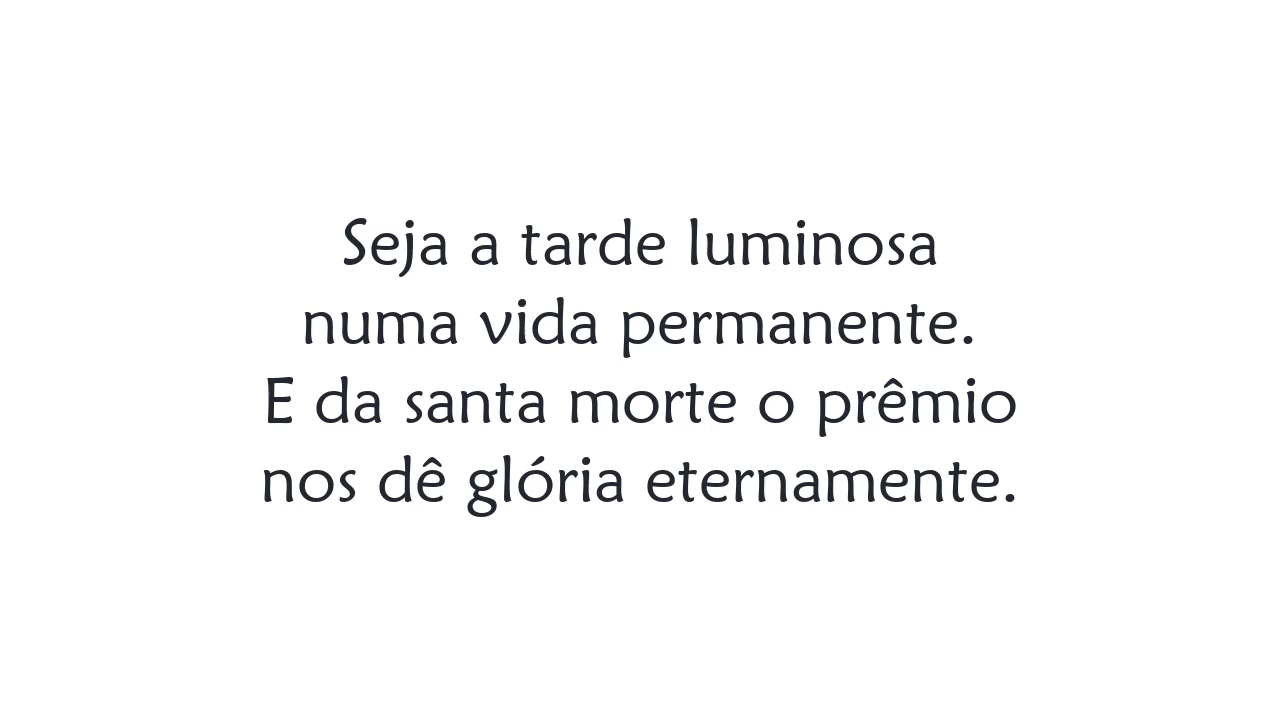 Seja a tarde luminosa
numa vida permanente.
E da santa morte o prêmio
nos dê glória eternamente.